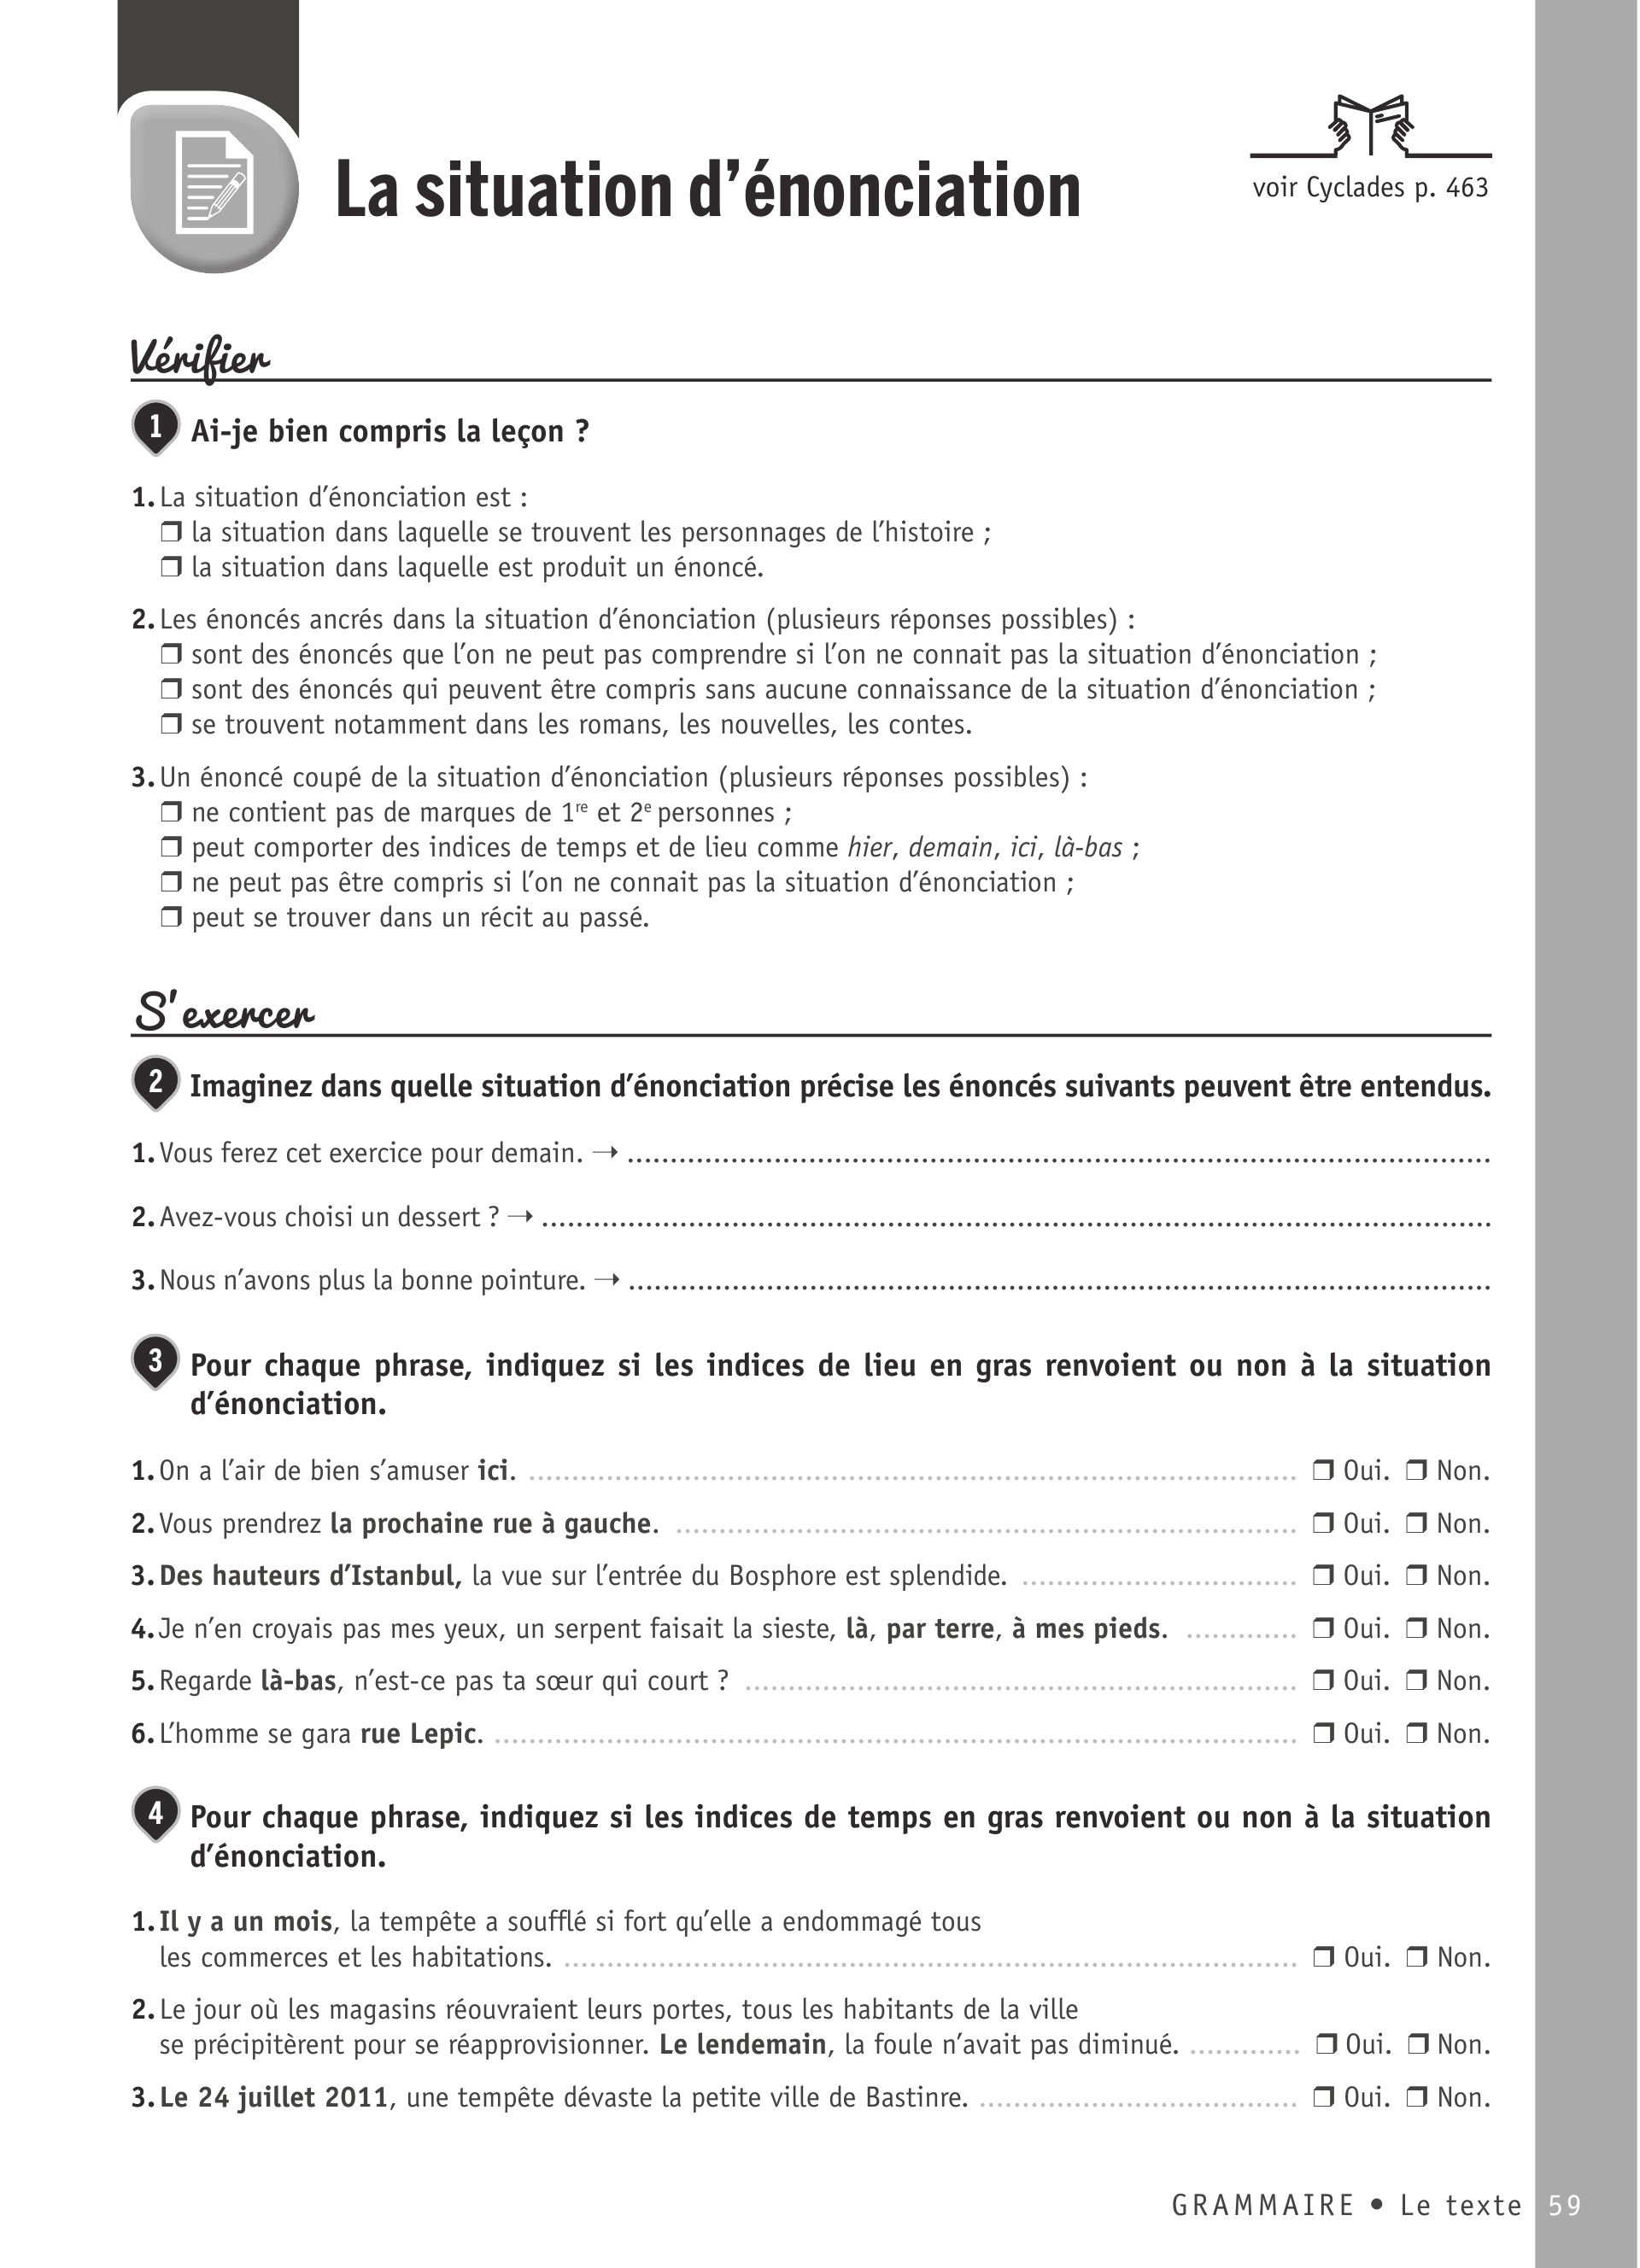 La situation d'énonciation
voir Cyclades p. 463
Vérifier
1 Ai-je bien compris la leçon ?
1. La situation d'énonciation est :
❒ la situation dans laquelle se trouvent les personnages de l'histoire ;
❒ la situation dans laquelle est produit un énoncé.
2. Les énoncés ancrés dans la situation d'énonciation (plusieurs réponses possibles) :
❒ sont des énoncés que l'on ne peut pas comprendre si l'on ne connait pas la situation d'énonciation ;
❒ sont des énoncés qui peuvent être compris sans aucune connaissance de la situation d'énonciation ;
❒ se trouvent notamment dans les romans, les nouvelles, les contes.
3. Un énoncé coupé de la situation d'énonciation (plusieurs réponses possibles) :
❒ ne contient pas de marques de 1re et 2e personnes ;
❒ peut comporter des indices de temps et de lieu comme hier, demain, ici, là-bas ;
❒ ne peut pas être compris si l'on ne connait pas la situation d'énonciation ;
❒ peut se trouver dans un récit au passé.
S'exercer
2 Imaginez dans quelle situation d'énonciation précise les énoncés suivants peuvent être entendus.
1. Vous ferez cet exercice pour demain. → ....................
2. Avez-vous choisi un dessert ? → ....................
3. Nous n'avons plus la bonne pointure. → ....................
3 Pour chaque phrase, indiquez si les indices de lieu en gras renvoient ou non à la situation
d'énonciation.
1. On a l'air de bien s'amuser ici. .................... ❒ Oui. ❒ Non.
2. Vous prendrez la prochaine rue à gauche. .................... ❒ Oui. ❒ Non.
3. Des hauteurs d'Istanbul, la vue sur l'entrée du Bosphore est splendide. .................... ❒ Oui. ❒ Non.
4. Je n'en croyais pas mes yeux, un serpent faisait la sieste, là, par terre, à mes pieds. ............. ❒ Oui. ❒ Non.
5. Regarde là-bas, n'est-ce pas ta sœur qui court ? .................... ❒ Oui. ❒ Non.
6. L'homme se gara rue Lepic. .................... ❒ Oui. ❒ Non.
4 Pour chaque phrase, indiquez si les indices de temps en gras renvoient ou non à la situation
d'énonciation.
1. Il y a un mois, la tempête a soufflé si fort qu'elle a endommagé tous
les commerces et les habitations. .................... ❒ Oui. ❒ Non.
2. Le jour où les magasins réouvraient leurs portes, tous les habitants de la ville
se précipitèrent pour se réapprovisionner. Le lendemain, la foule n'avait pas diminué. ............. ❒ Oui. ❒ Non.
3. Le 24 juillet 2011, une tempête dévaste la petite ville de Bastinre. .................... ❒ Oui. ❒ Non.
GRAMMAIRE • Le texte 59